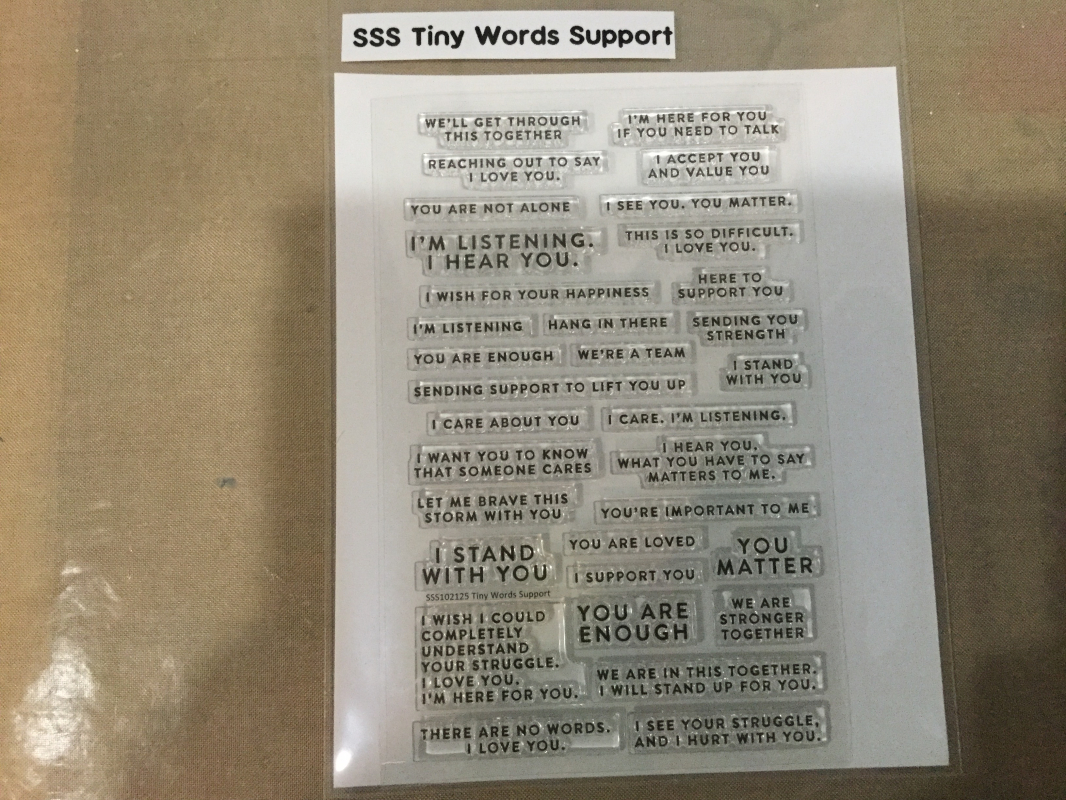 SSS Tiny Words Support
WE'LL GET THROUGH
THIS TOGETHER
I'M HERE FOR YOU
IF YOU NEED TO TALK
REACHING OUT TO SAY
I LOVE YOU.
I ACCEPT YOU
AND VALUE YOU
YOU ARE NOT ALONE
I SEE YOU. YOU MATTER.
I'M LISTENING.
I HEAR YOU.
THIS IS SO DIFFICULT.
I LOVE YOU.
I WISH FOR YOUR HAPPINESS
HERE TO
SUPPORT YOU
I'M LISTENING
HANG IN THERE
SENDING YOU
STRENGTH
YOU ARE ENOUGH
WE'RE A TEAM
I STAND
WITH YOU
SENDING SUPPORT TO LIFT YOU UP
I CARE ABOUT YOU
I CARE. I'M LISTENING.
I WANT YOU TO KNOW
THAT SOMEONE CARES
I HEAR YOU.
WHAT YOU HAVE TO SAY
MATTERS TO ME.
LET ME BRAVE THIS
STORM WITH YOU
YOU'RE IMPORTANT TO ME
I STAND
WITH YOU
YOU ARE LOVED
I SUPPORT YOU
YOU
MATTER
SSS102125 Tiny Words Support
I WISH I COULD
COMPLETELY
UNDERSTAND
YOUR STRUGGLE.
I LOVE YOU.
I'M HERE FOR YOU.
YOU ARE
ENOUGH
WE ARE
STRONGER
TOGETHER
WE ARE IN THIS TOGETHER.
I WILL STAND UP FOR YOU.
THERE ARE NO WORDS.
I LOVE YOU.
I SEE YOUR STRUGGLE,
AND I HURT WITH YOU.